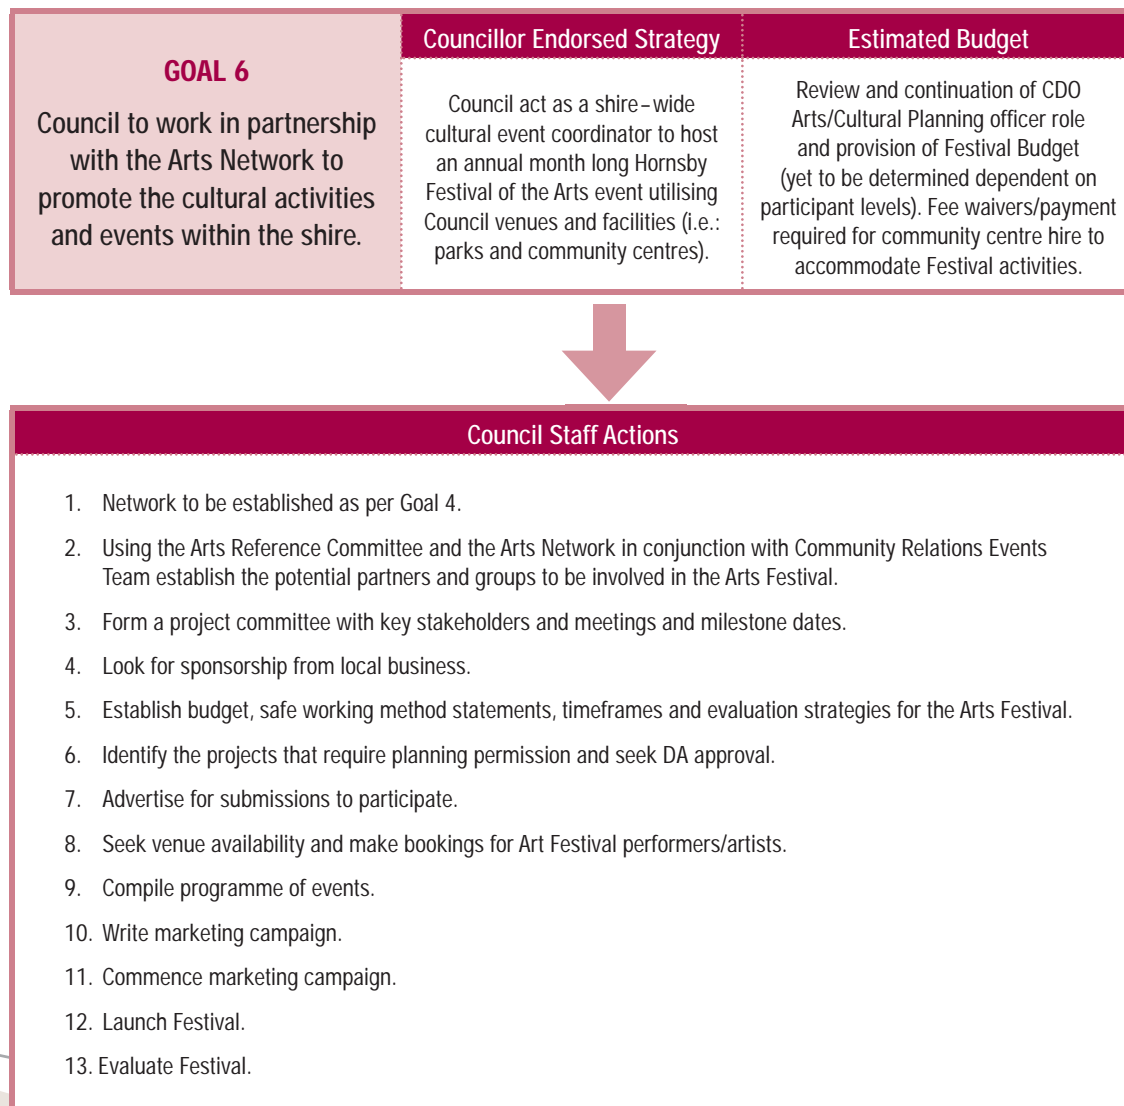 GOAL 6
Council to work in partnership
with the Arts Network to
promote the cultural activities
and events within the shire.
Councillor Endorsed Strategy
Council act as a shire–wide
cultural event coordinator to host
an annual month long Hornsby
Festival of the Arts event utilising
Council venues and facilities (i.e.:
parks and community centres).
Estimated Budget
Review and continuation of CDO
Arts/Cultural Planning officer role
and provision of Festival Budget
(yet to be determined dependent on
participant levels). Fee waivers/payment
required for community centre hire to
accommodate Festival activities.
Council Staff Actions
1. Network to be established as per Goal 4.
2. Using the Arts Reference Committee and the Arts Network in conjunction with Community Relations Events
Team establish the potential partners and groups to be involved in the Arts Festival.
3. Form a project committee with key stakeholders and meetings and milestone dates.
4. Look for sponsorship from local business.
5. Establish budget, safe working method statements, timeframes and evaluation strategies for the Arts Festival.
6. Identify the projects that require planning permission and seek DA approval.
7. Advertise for submissions to participate.
8. Seek venue availability and make bookings for Art Festival performers/artists.
9. Compile programme of events.
10. Write marketing campaign.
11. Commence marketing campaign.
12. Launch Festival.
13. Evaluate Festival.